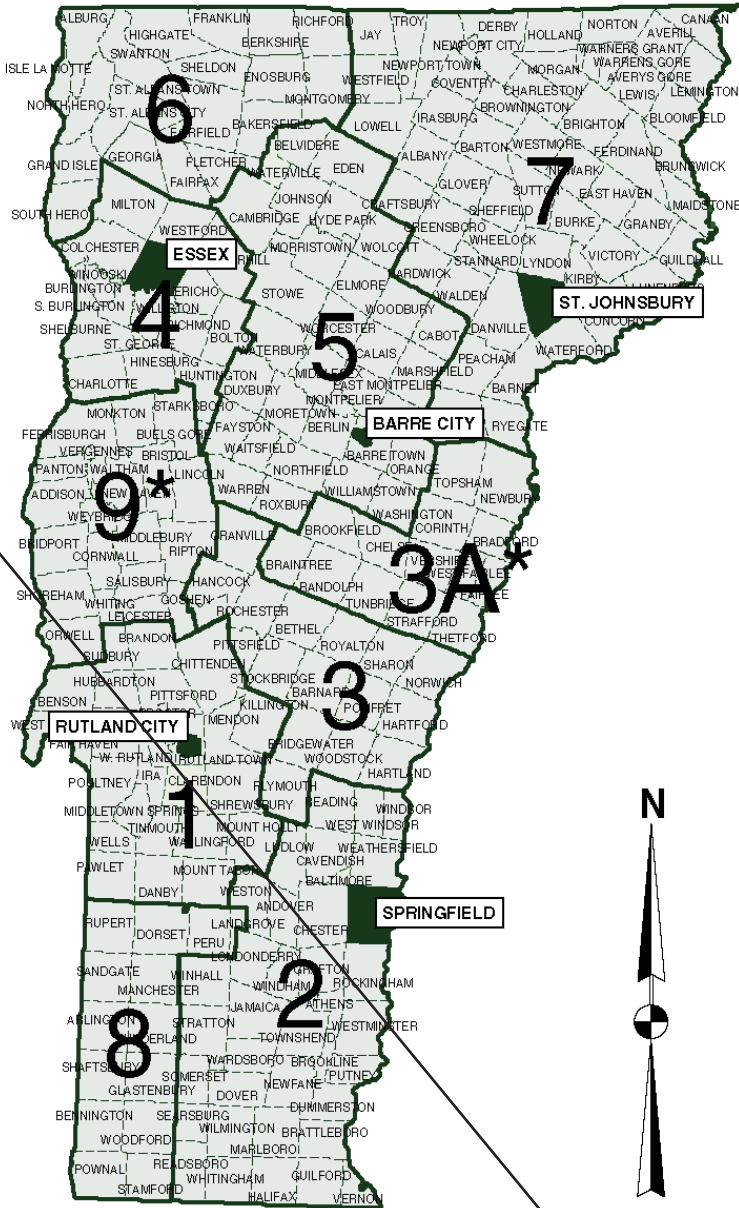 ALBURG
FRANKLIN
RICHFORD
HIGHGATE
BERKSHIRE
JAY
TROY
DERBY
HOLLAND
NORTON
CANAAN
AVERILL
NEWPORT CITY
WARNERS GRANT
WARRENS GORE
AVERYS GORE
SWANTON
SHELDON
ENOSBURG
ISLE LA MOTTE
WESTFIELD
NEWPORT TOWN
COVENTRY
MORGAN
CHARLESTON
LEWIS
LEMINGTON
ST. ALBANS TOWN
ST. ALBANS CITY
MONTGOMERY
NORTH HERO
6
BAKERSFIELD
FAIRFIELD
LOWELL
IRASBURG
BROWNINGTON
BRIGHTON
BLOOMFIELD
GEORGIA
FLETCHER
BELVIDERE
EDEN
ALBANY
BARTON
WESTMORE
NEWARK
FERDINAND
BRUNSWICK
GRAND ISLE
FAIRFAX
WATERVILLE
7
GLOVER
SUTTON
EAST HAVEN
MAIDSTONE
SOUTH HERO
MILTON
CAMBRIDGE
JOHNSON
HYDE PARK
CRAFTSBURY
GREENSBORO
SHEFFIELD
WHEELOCK
BURKE
GRANBY
WESTFORD
COLCHESTER
ESSEX
MORRISTOWN
WOLCOTT
STANNARD
LYNDON
VICTORY
GUILDHALL
WINOOSKI
BURLINGTON
JERICHO
STOWE
ELMORE
HARDWICK
WALDEN
KIRBY
ST. JOHNSBURY
S. BURLINGTON
4
RICHMOND
SHELBURNE
ST. GEORGE
BOLTON
WORCESTER
WOODBURY
CABOT
DANVILLE
WATERFORD
5
HINESBURG
WATERBURY
CALAIS
PEACHAM
CHARLOTTE
HUNTINGTON
DUXBURY
MARSHFIELD
EAST MONTPELIER
MONTPELIER
BARNET
MONKTON
STARKSBORO
MORETOWN
BERLIN
BARRE CITY
RYEGATE
FERRISBURGH
BUELS GORE
FAYSTON
VERGENNES
BRISTOL
WAITSFIELD
BARRE TOWN
PANTON
WALTHAM
LINCOLN
NORTHFIELD
ORANGE
TOPSHAM
ADDISON
9*
WARREN
ROXBURY
WILLIAMSTOWN
NEWBURY
WASHINGTON
BRIDPORT
MIDDLEBURY
RIPTON
GRANVILLE
BROOKFIELD
CORINTH
BRADFORD
CORNWALL
CHELSEA
VERSHIRE
3A*
SALISBURY
HANCOCK
BRAINTREE
RANDOLPH
SHOREHAM
WHITING
GOSHEN
LEICESTER
ROCHESTER
TUNBRIDGE
STRAFFORD
ORWELL
BRANDON
BETHEL
THETFORD
SUDBURY
PITTSFIELD
ROYALTON
HUBBARDTON
CHITTENDEN
STOCKBRIDGE
SHARON
NORWICH
BENSON
PITTSFORD
KILLINGTON
BARNARD
3
POMFRET
RUTLAND CITY
MENDON
HARTFORD
BRIDGEWATER
WOODSTOCK
W. RUTLAND
RUTLAND TOWN
HARTLAND
POULTNEY
IRA
CLARENDON
PLYMOUTH
READING
WINDSOR
MIDDLETOWN SPRINGS
1
SHREWSBURY
WEST WINDSOR
TINMOUTH
WALLINGFORD
MOUNT HOLLY
WELLS
LUDLOW
WEATHERSFIELD
CAVENDISH
PAWLET
MOUNT TABOR
BALTIMORE
DANBY
WESTON
ANDOVER
SPRINGFIELD
RUPERT
DORSET
PERU
LANDGROVE
CHESTER
LONDONDERRY
SANDGATE
WINHALL
GRAFTON
ROCKINGHAM
MANCHESTER
2
WINDHAM
ATHENS
ARLINGTON
8
STRATTON
JAMAICA
WESTMINSTER
TOWNSHEND
SHAFTSBURY
WARDSBORO
BROOKLINE
GLASTENBURY
SOMERSET
NEWFANE
PUTNEY
DOVER
BENNINGTON
SEARSBURG
DUMMERSTON
WOODFORD
WILMINGTON
BRATTLEBORO
MARLBORO
POWNAL
READSBORO
WHITINGHAM
GUILFORD
STAMFORD
HALIFAX
VERNON
N